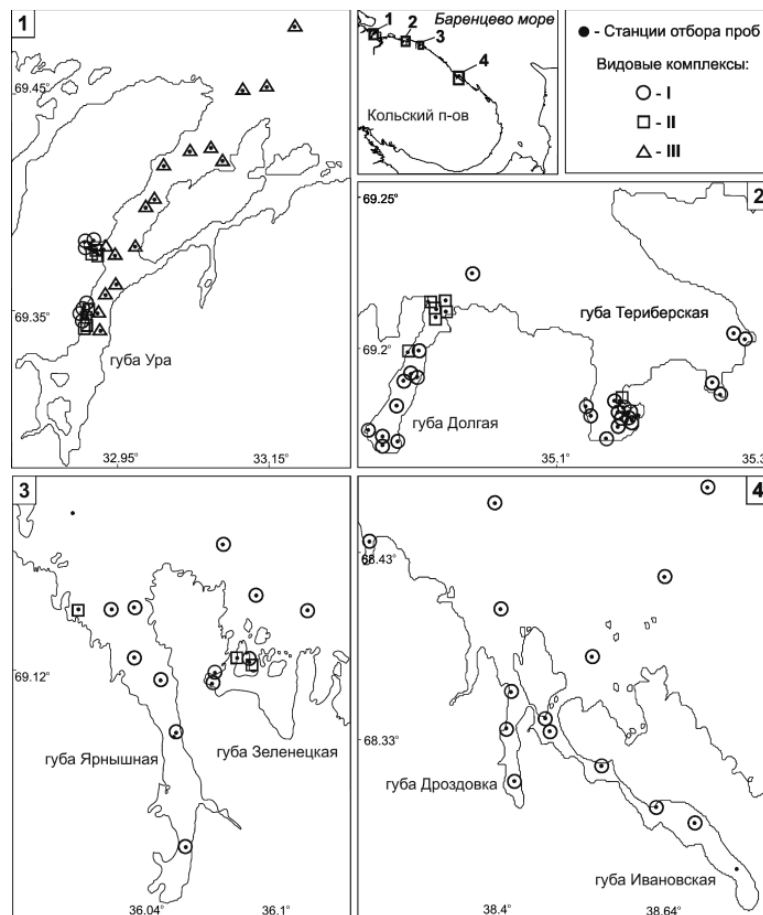 1
69.45°
69.35°
губа Ура
32.95°
33.15°
Баренцево море
1
2
3
4
Кольский п-ов
- Станции отбора проб
Видовые комплексы:
- I
- II
- III
2
69.25°
69.2°
губа Териберская
губа Долгая
35.1°
35.3
3
69.12°
губа Ярнышная
губа Зеленецкая
36.04°
36.1°
4
68.43°
68.33°
губа Дроздовка
губа Ивановская
38.4°
38.64°